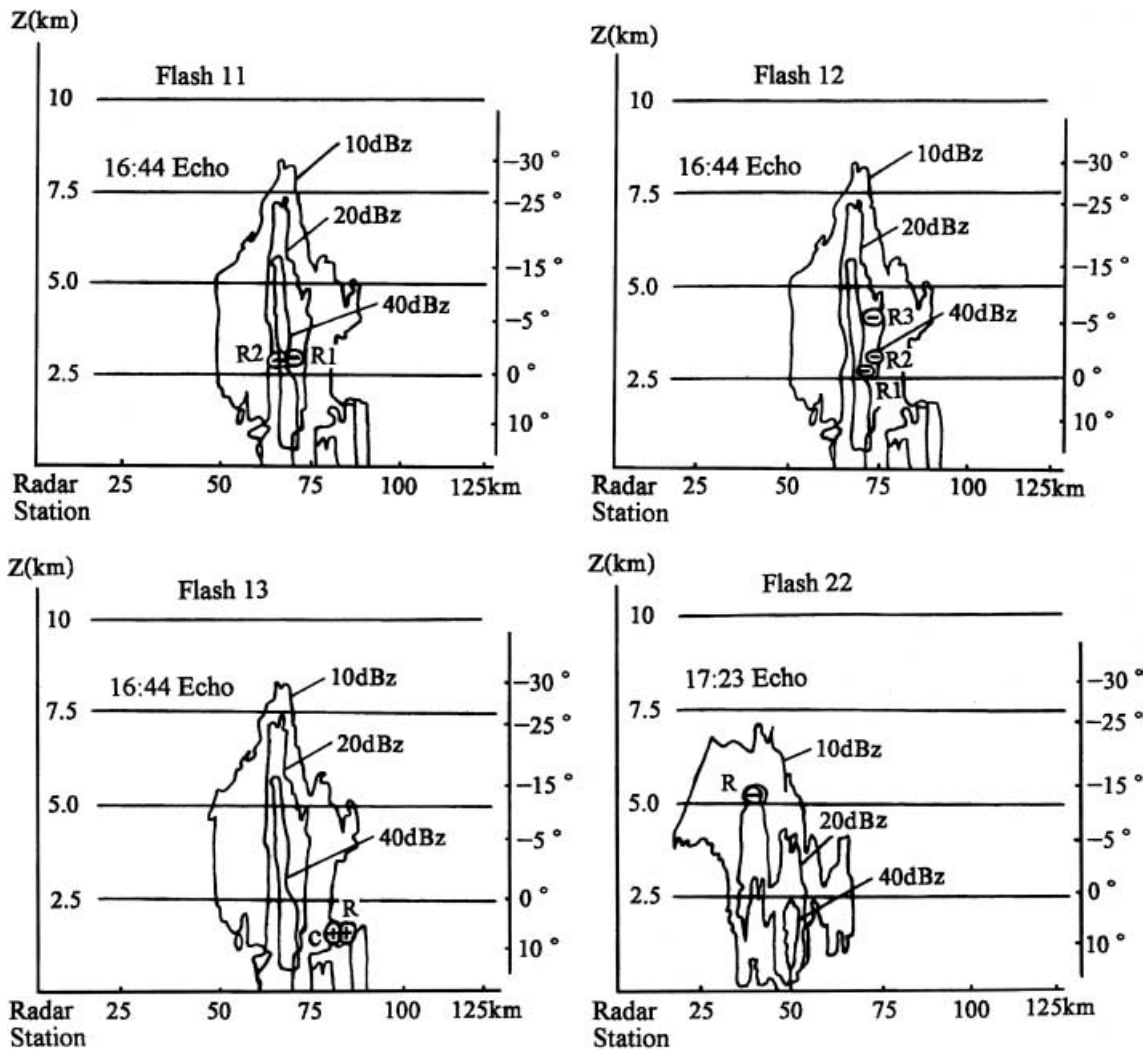 Z(km)
Flash 11
10
16:44 Echo
10dBz
−30 °
7.5
−25 °
20dBz
5.0
−15 °
40dBz
−5 °
R2
R1
2.5
0 °
10 °
Radar Station
25
50
75
100
125km
Z(km)
Flash 12
10
16:44 Echo
10dBz
−30 °
7.5
−25 °
20dBz
5.0
−15 °
R3
−5 °
40dBz
R2
2.5
R1
0 °
10 °
Radar Station
25
50
75
100
125km
Z(km)
Flash 13
10
16:44 Echo
10dBz
−30 °
7.5
−25 °
20dBz
5.0
−15 °
40dBz
−5 °
2.5
R
0 °
C
10 °
Radar Station
25
50
75
100
125km
Z(km)
Flash 22
10
17:23 Echo
10dBz
−30 °
7.5
−25 °
R
5.0
−15 °
20dBz
−5 °
40dBz
2.5
0 °
10 °
Radar Station
25
50
75
100
125km